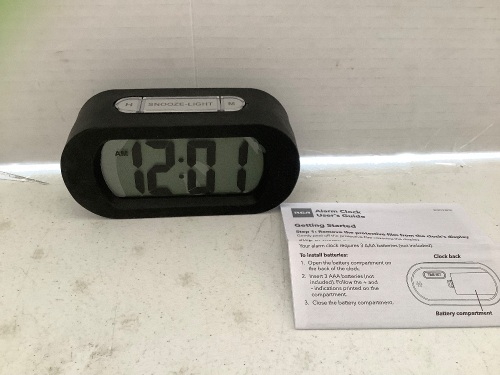 H SNOOZE•LIGHT M
AM 12:01
RCA Alarm Clock
User's Guide
Getting Started
Step 1: Remove the protective film from the clock's display
Your alarm clock requires 3 AAA batteries (not included)
To install batteries:
1. Open the battery compartment on
the back of the clock.
2. Insert 3 AAA batteries (not
included). Follow the + and
- indications printed on the
compartment.
3. Close the battery compartment.
Clock back
Battery compartment